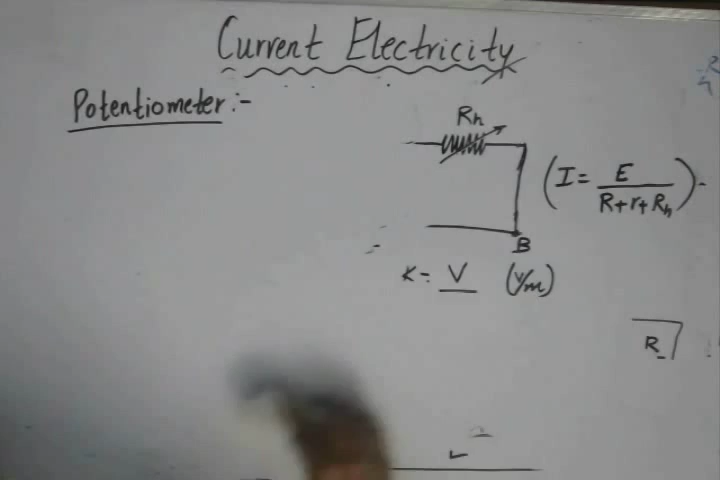 Current Electricity
Potentiometer :-
Rh
(I = E / R+r+Rh).
B
K = V (V/m)
R